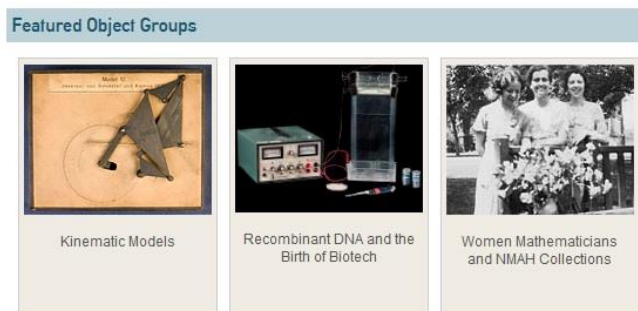 Featured Object Groups
Kinematic Models
Recombinant DNA and the
Birth of Biotech
Women Mathematicians
and NMAH Collections